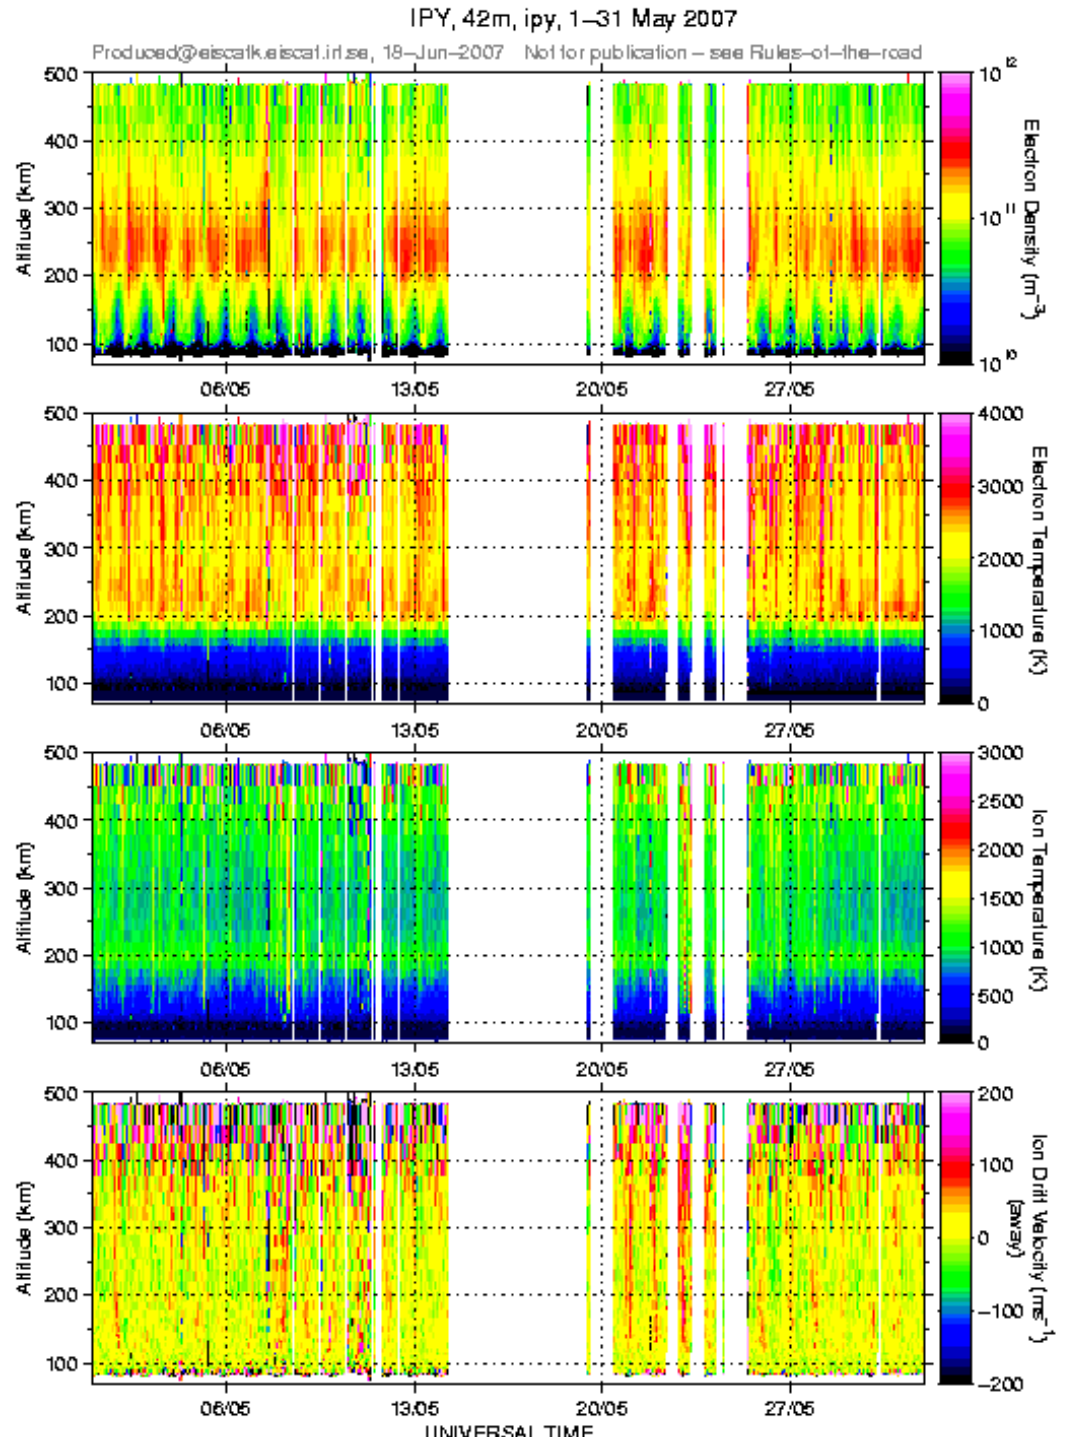 IPY, 42m, ipy, 1–31 May 2007
Produced@eiscatk.eiscat.irf.se, 18–Jun–2007 Not for publication – see Rules–of–the–road
500
400
300
200
100
Altitude (km)
06/05 13/05 20/05 27/05
10^12
10^11
10^10
Electron Density (m^–3)
500
400
300
200
100
Altitude (km)
06/05 13/05 20/05 27/05
4000
3000
2000
1000
0
Electron Temperature (K)
500
400
300
200
100
Altitude (km)
06/05 13/05 20/05 27/05
3000
2500
2000
1500
1000
500
0
Ion Temperature (K)
500
400
300
200
100
Altitude (km)
06/05 13/05 20/05 27/05
200
100
0
–100
–200
Ion Drift Velocity (ms^–1)
(away)
UNIVERSAL TIME